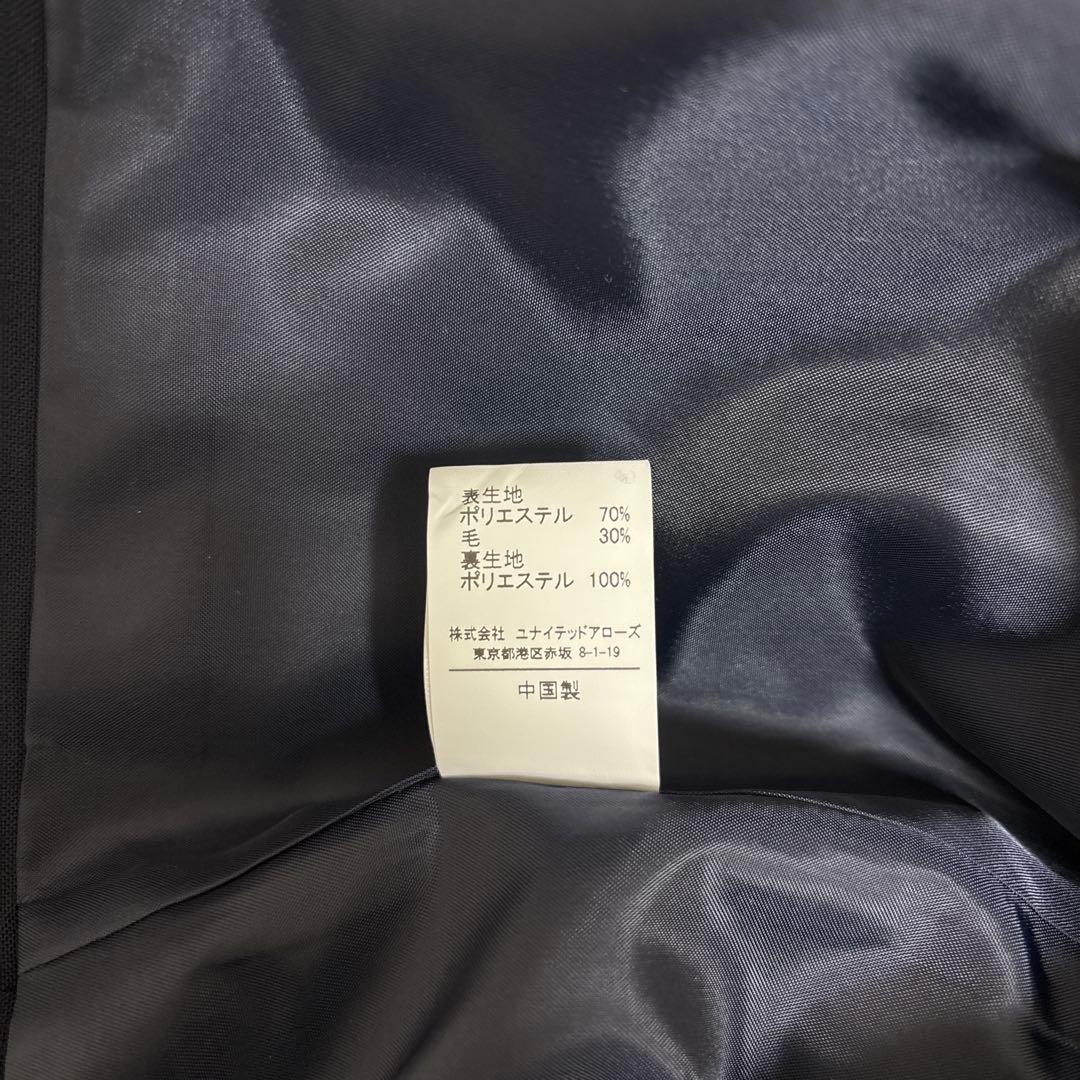 表生地
ポリエステル 70%
毛 30%
裏生地
ポリエステル 100%
株式会社 ユナイテッドアローズ
東京都港区赤坂 8-1-19
中国製